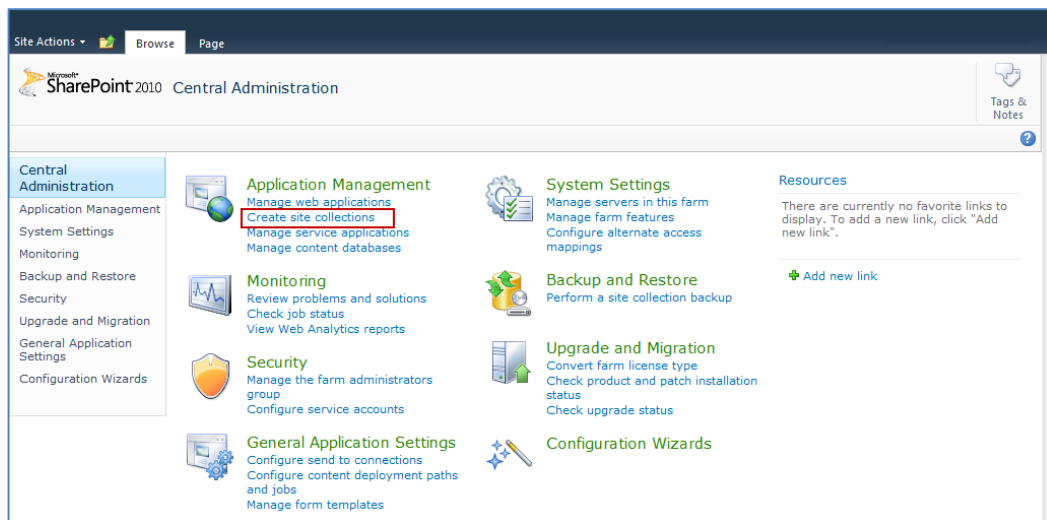 Site Actions
Browse
Page
Microsoft
SharePoint 2010
Central Administration
Tags &
Notes
Central
Administration
Application Management
System Settings
Monitoring
Backup and Restore
Security
Upgrade and Migration
General Application
Settings
Configuration Wizards
Application Management
Manage web applications
Create site collections
Manage service applications
Manage content databases
Monitoring
Review problems and solutions
Check job status
View Web Analytics reports
Security
Manage the farm administrators
group
Configure service accounts
General Application Settings
Configure send to connections
Configure content deployment paths
and jobs
Manage form templates
System Settings
Manage servers in this farm
Manage farm features
Configure alternate access
mappings
Backup and Restore
Perform a site collection backup
Upgrade and Migration
Convert farm license type
Check product and patch installation
status
Check upgrade status
Configuration Wizards
Resources
There are currently no favorite links to
display. To add a new link, click "Add
new link".
Add new link